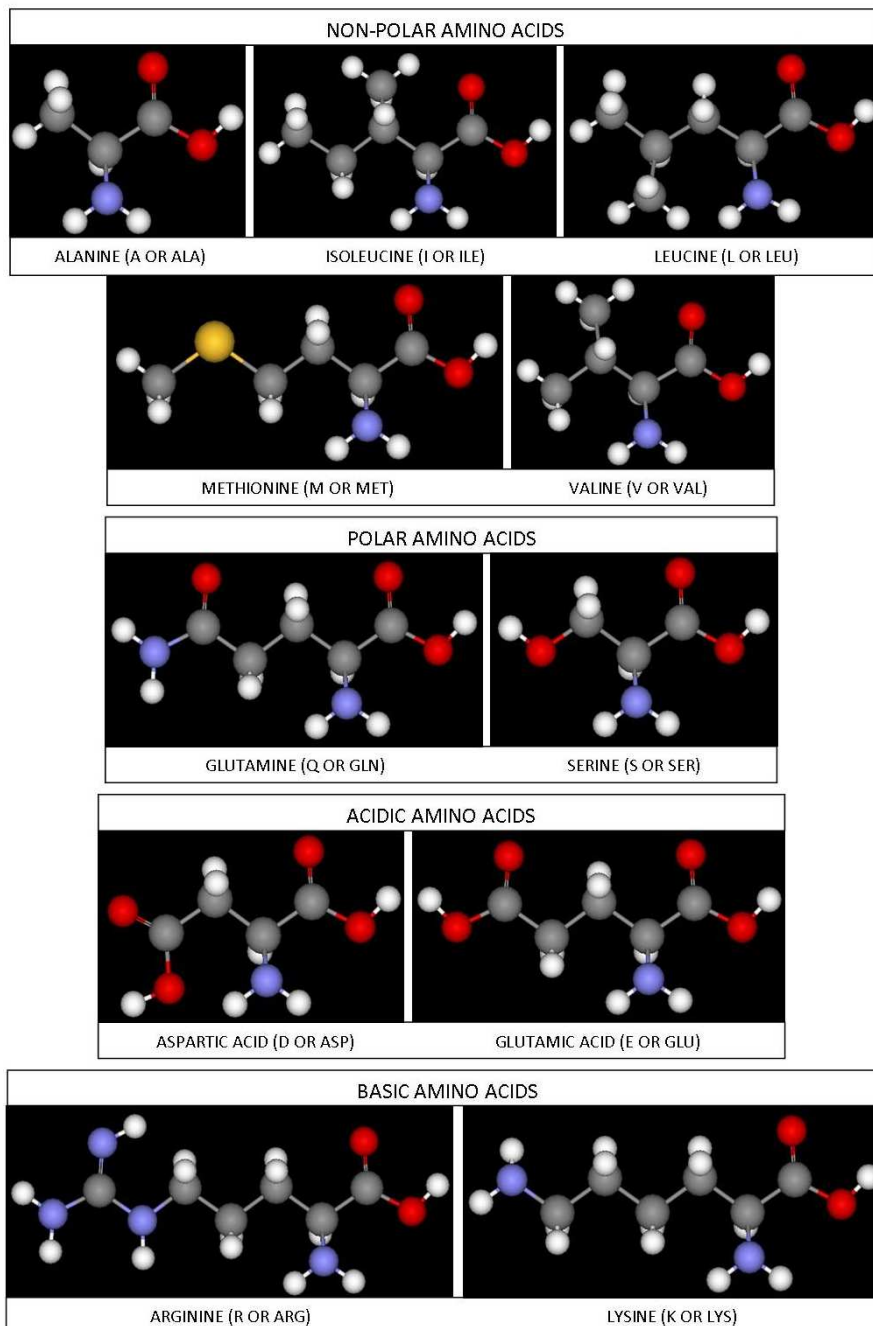 NON-POLAR AMINO ACIDS
ALANINE (A OR ALA)
ISOLEUCINE (I OR ILE)
LEUCINE (L OR LEU)
METHIONINE (M OR MET)
VALINE (V OR VAL)
POLAR AMINO ACIDS
GLUTAMINE (Q OR GLN)
SERINE (S OR SER)
ACIDIC AMINO ACIDS
ASPARTIC ACID (D OR ASP)
GLUTAMIC ACID (E OR GLU)
BASIC AMINO ACIDS
ARGININE (R OR ARG)
LYSINE (K OR LYS)